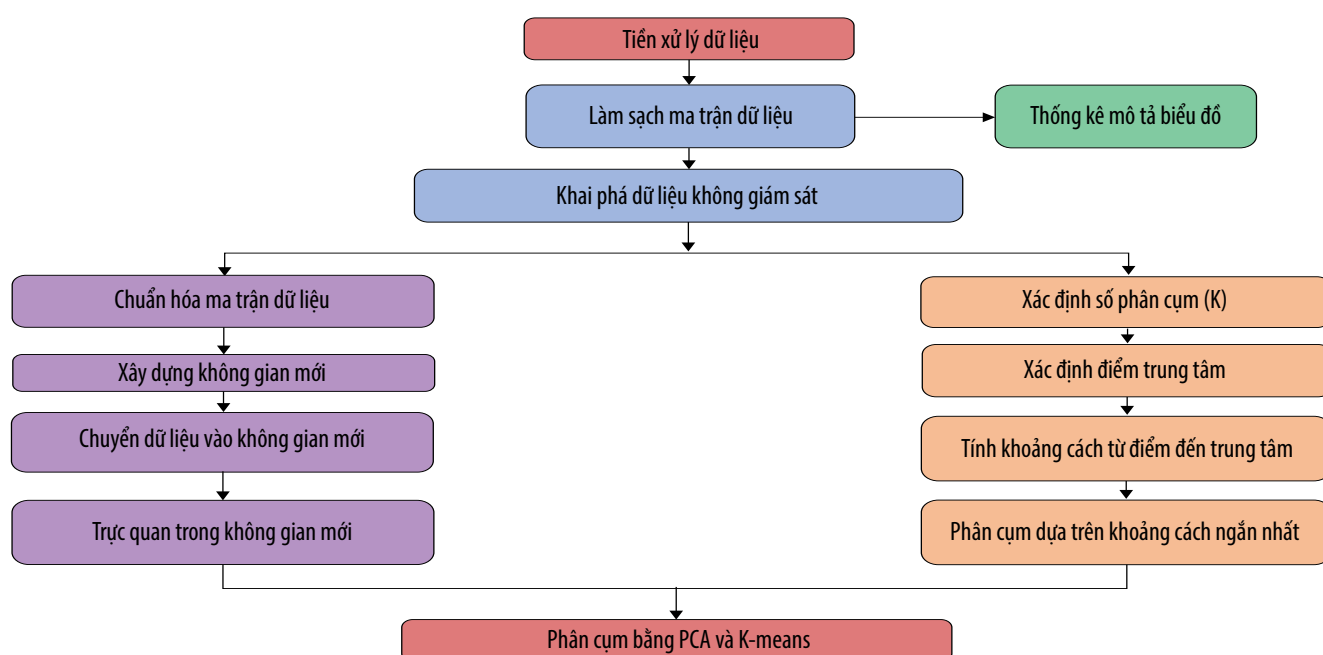 Tiền xử lý dữ liệu
Làm sạch ma trận dữ liệu
Thống kê mô tả biểu đồ
Khai phá dữ liệu không giám sát
Chuẩn hóa ma trận dữ liệu
Xây dựng không gian mới
Chuyển dữ liệu vào không gian mới
Trực quan trong không gian mới
Xác định số phân cụm (K)
Xác định điểm trung tâm
Tính khoảng cách từ điểm đến trung tâm
Phân cụm dựa trên khoảng cách ngắn nhất
Phân cụm bằng PCA và K-means